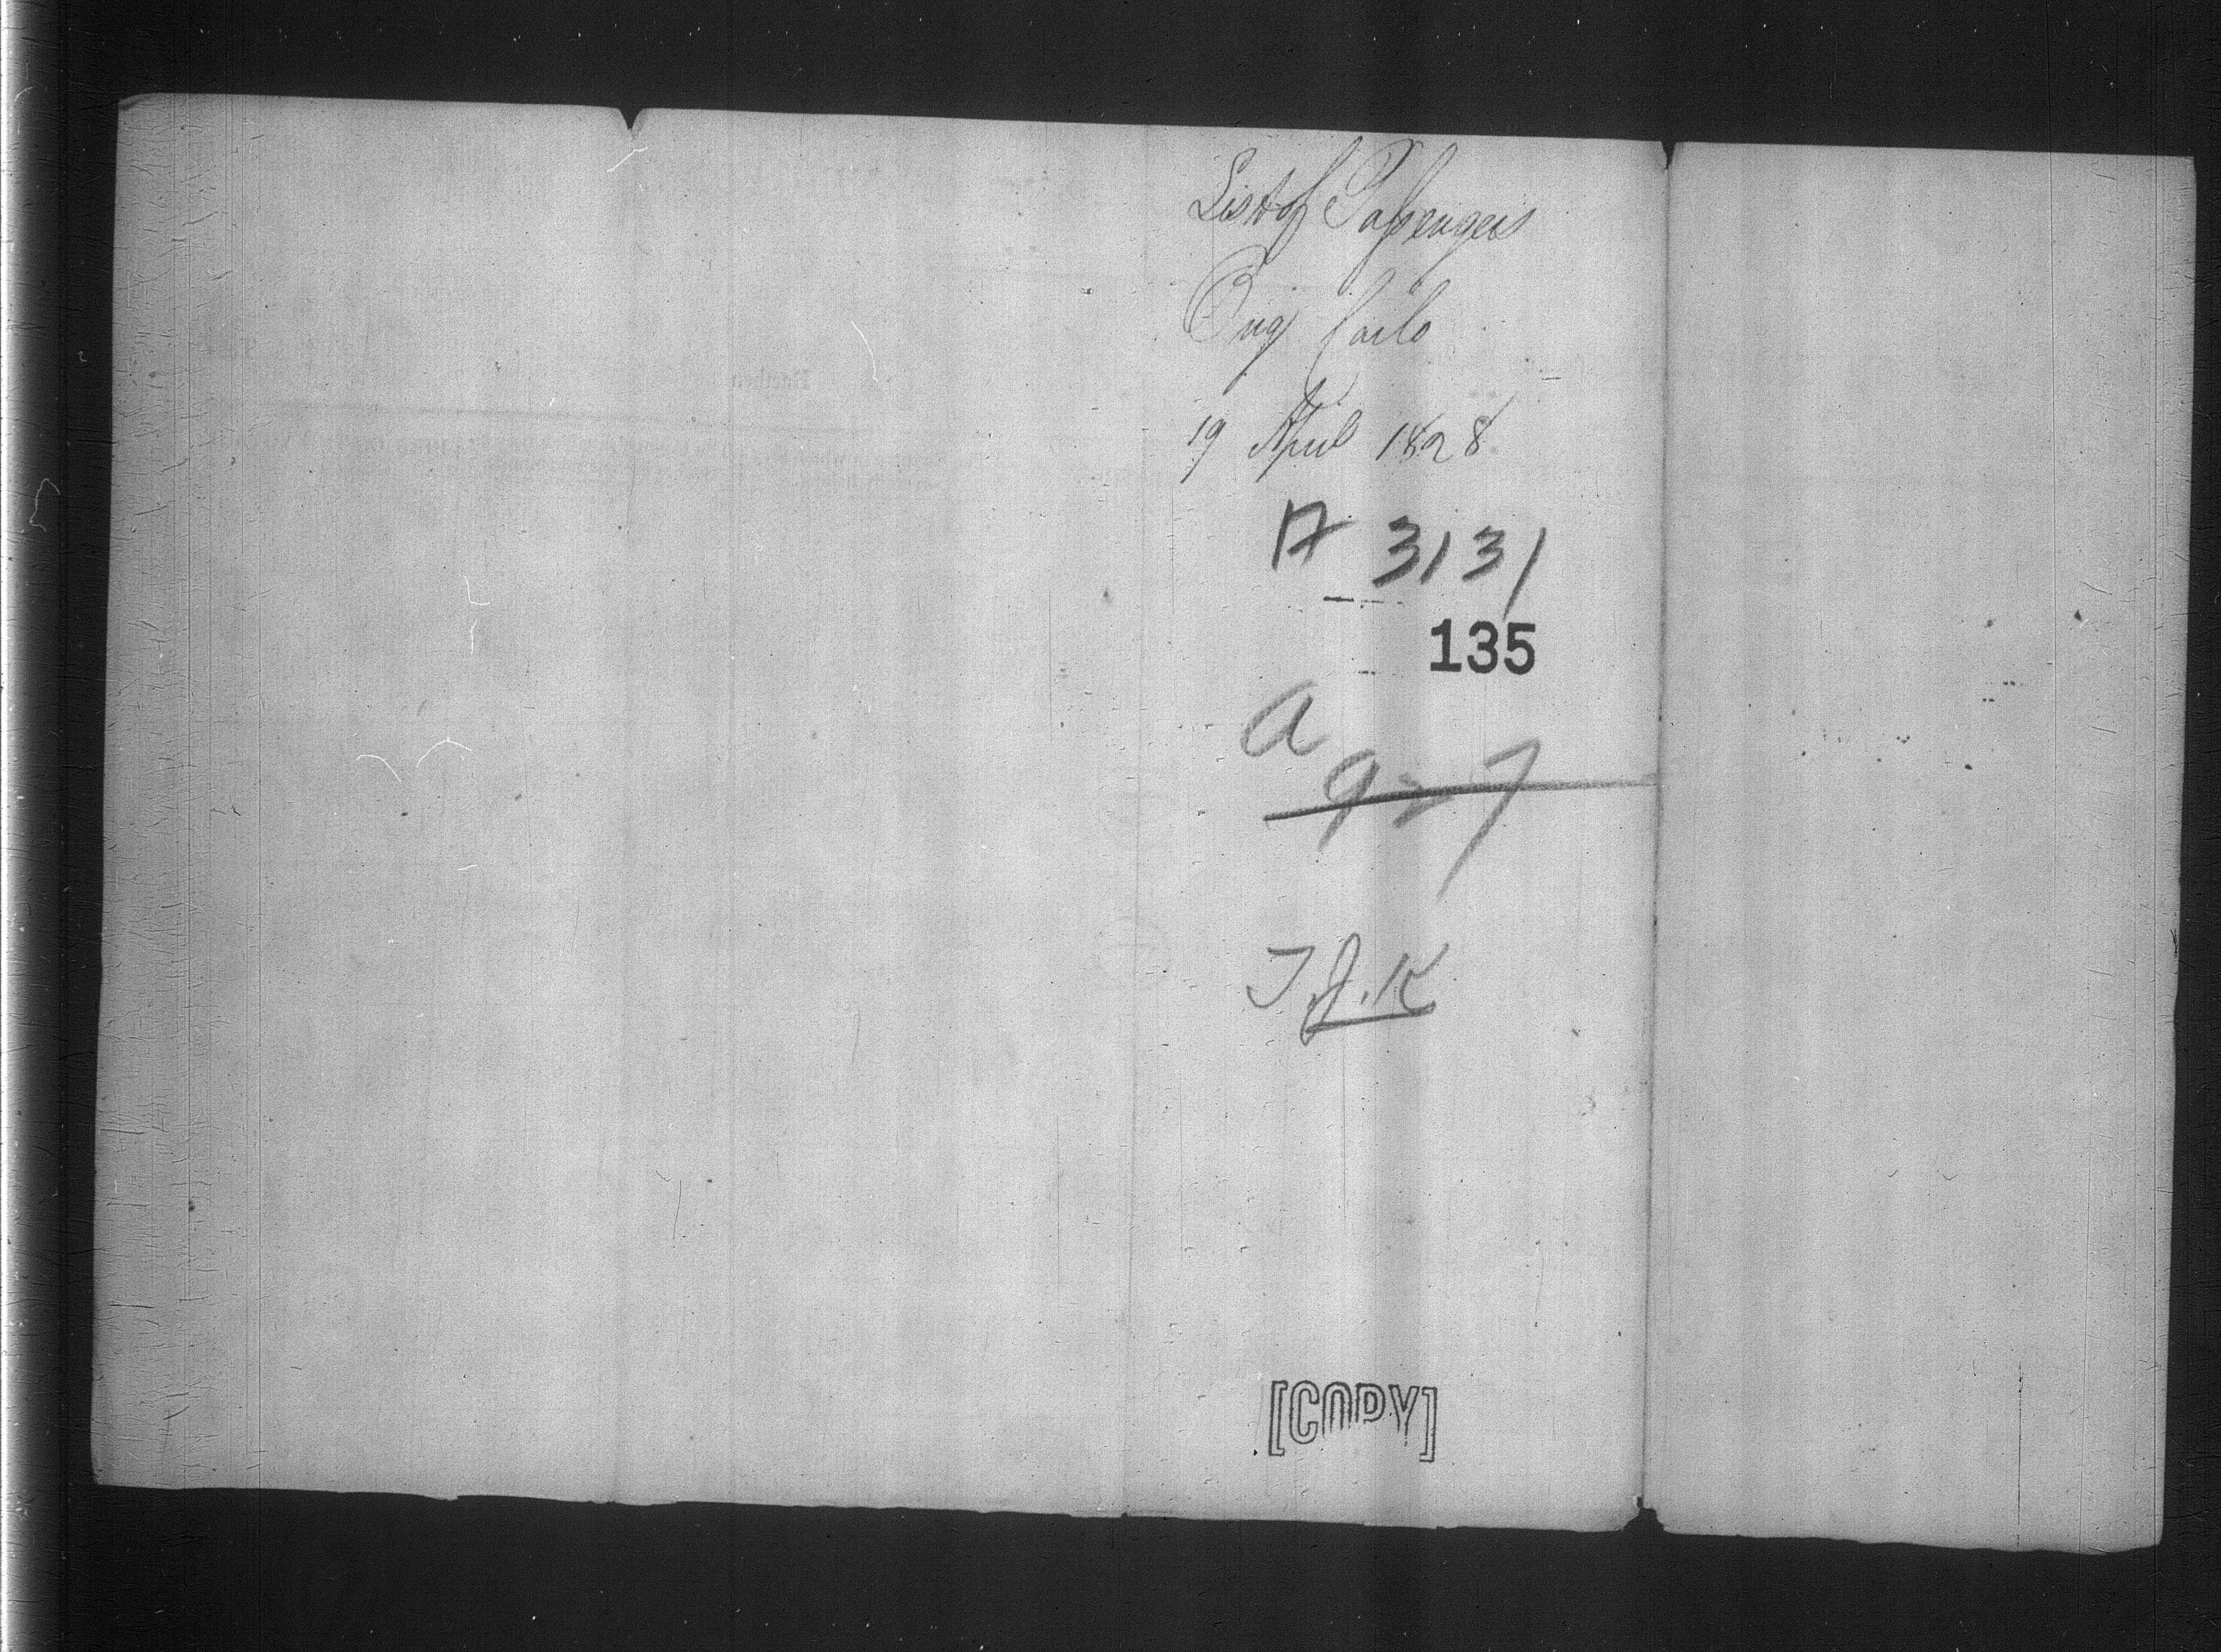 List of Passengers
Brig Carlo
19 April 1828
A 3131
135
a
927
J.J.K
[COPY]